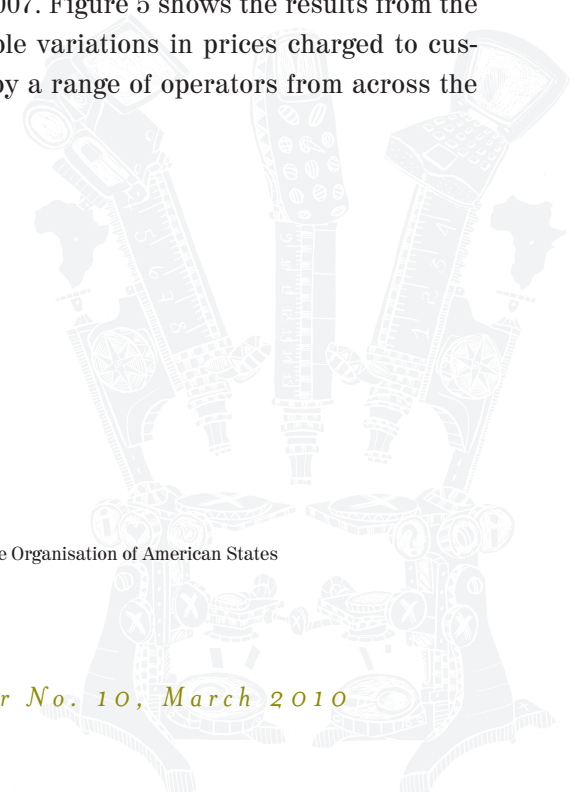 007. Figure 5 shows the results from the
ble variations in prices charged to cus-
by a range of operators from across the
e Organisation of American States
r No. 10, March 2010